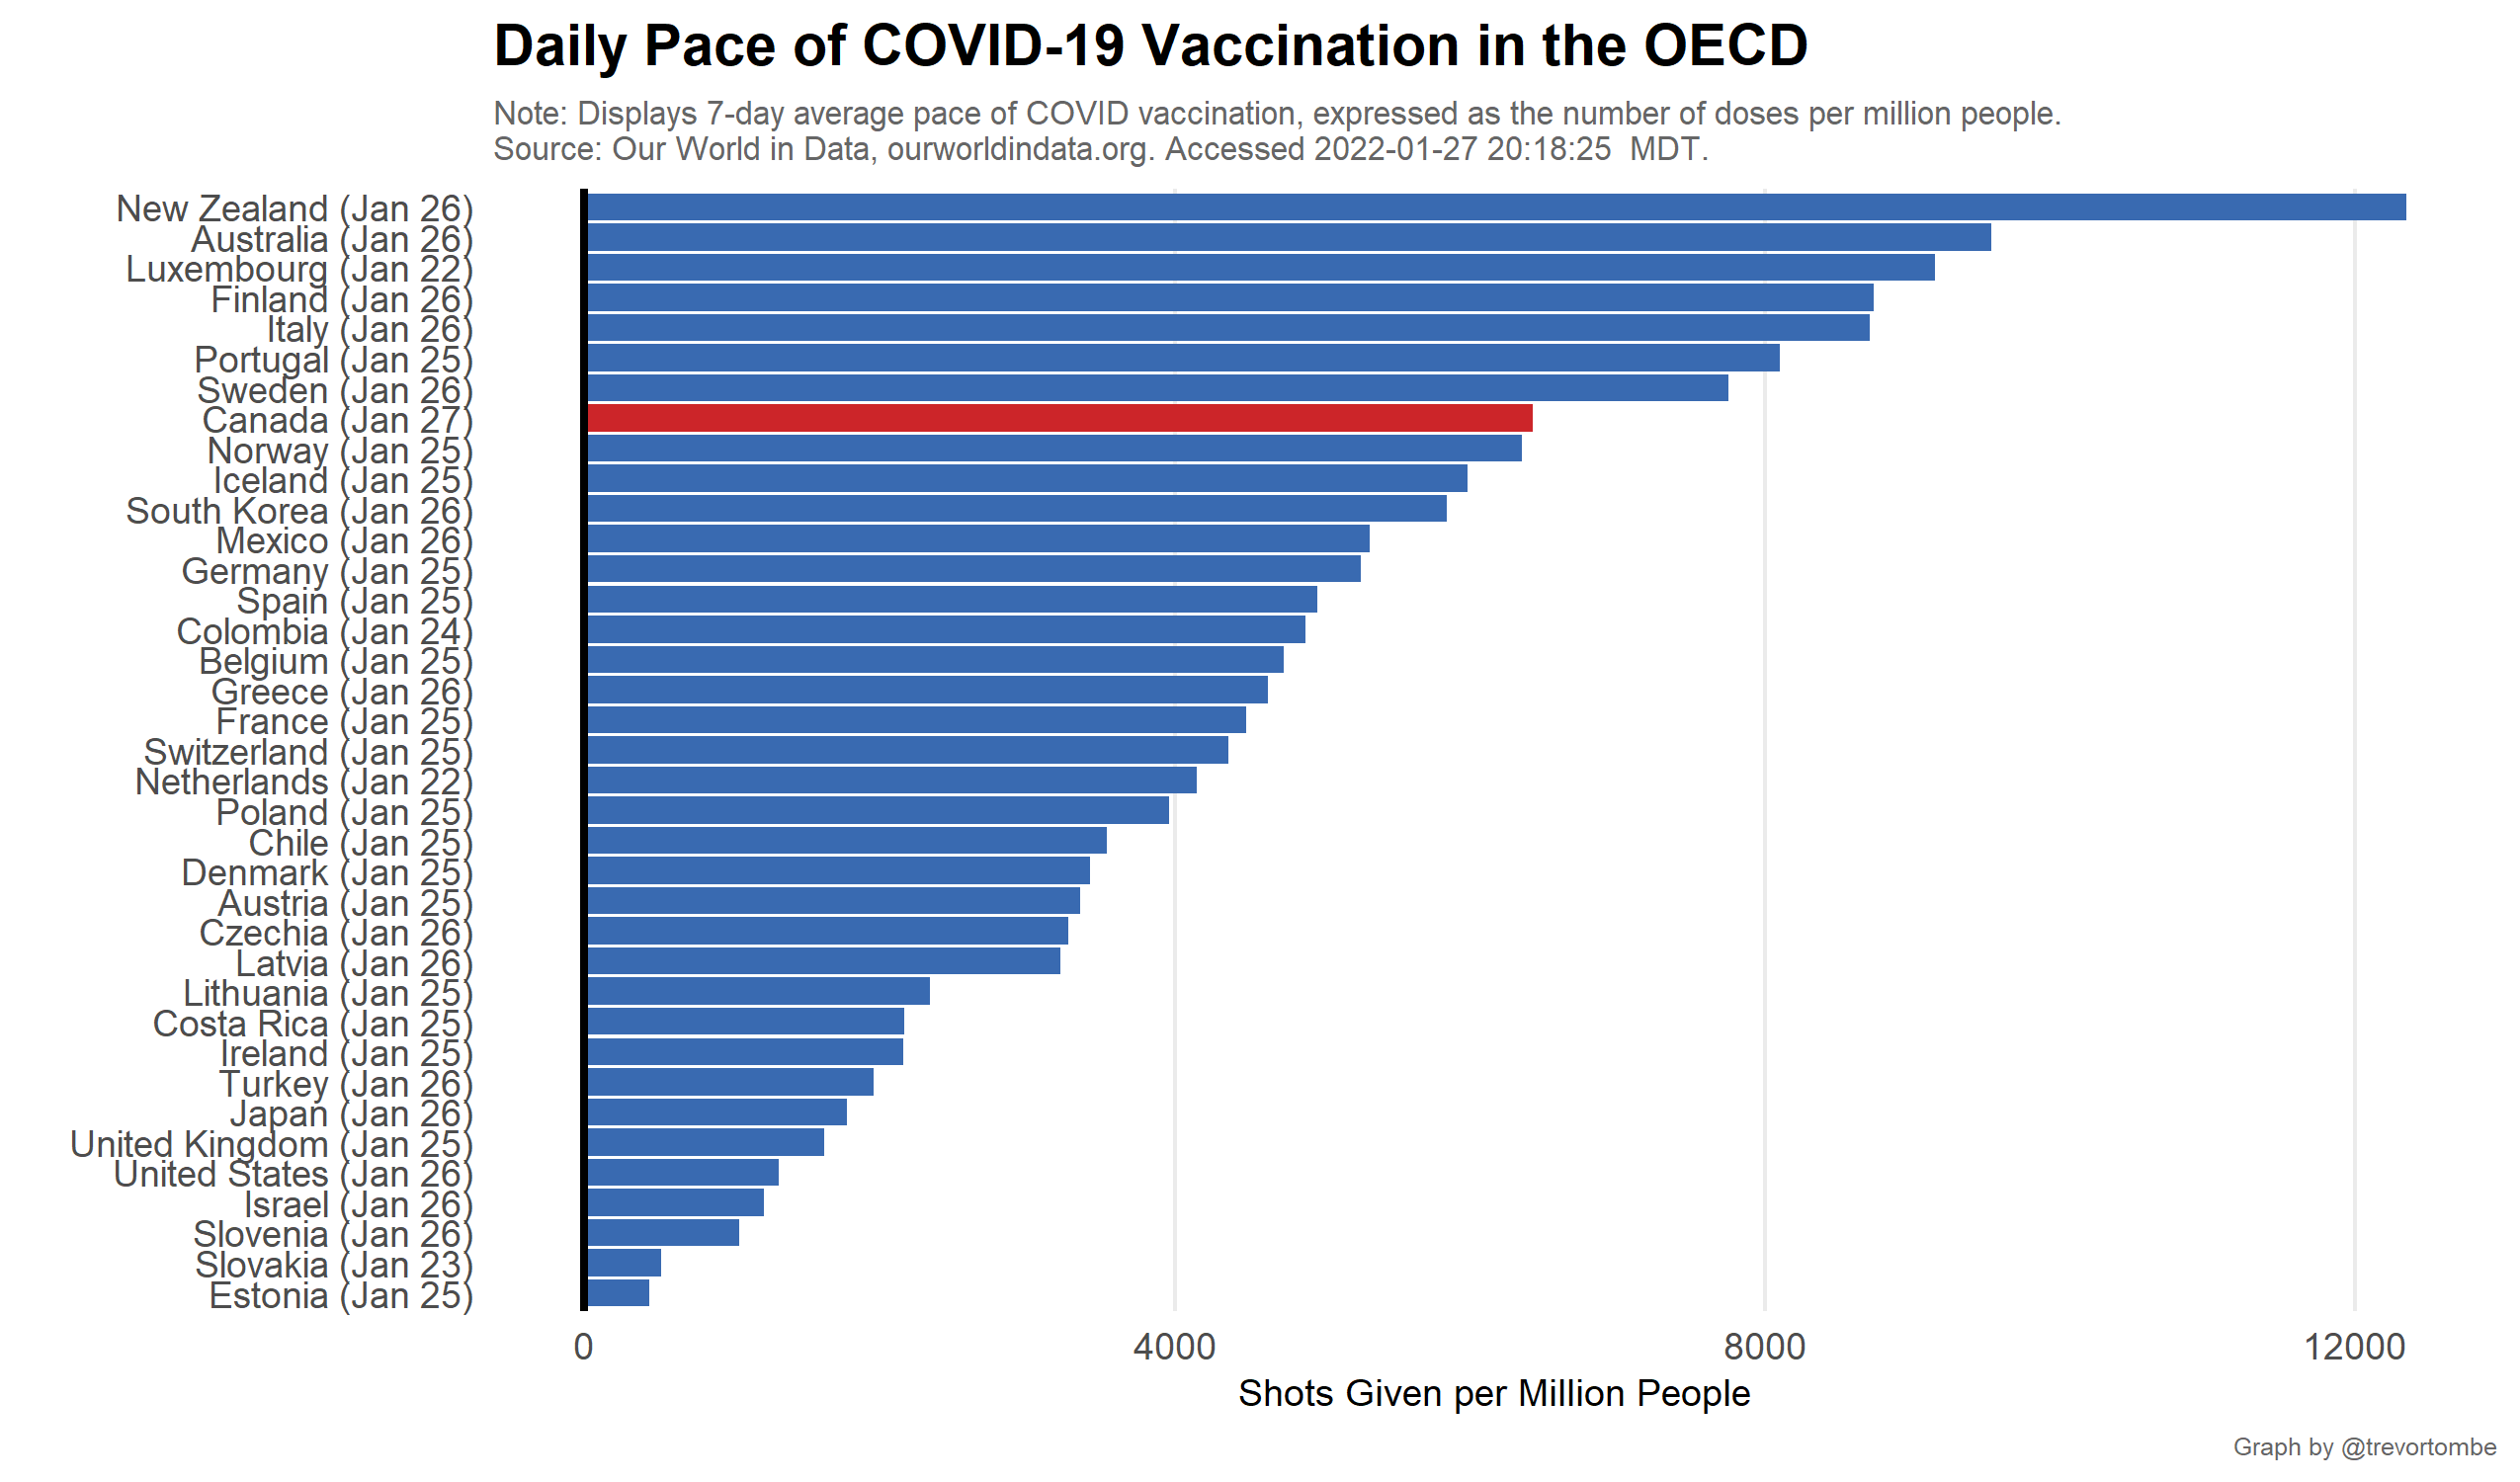 Daily Pace of COVID-19 Vaccination in the OECD
Note: Displays 7-day average pace of COVID vaccination, expressed as the number of doses per million people.
Source: Our World in Data, ourworldindata.org. Accessed 2022-01-27 20:18:25  MDT.
New Zealand (Jan 26)
Australia (Jan 26)
Luxembourg (Jan 22)
Finland (Jan 26)
Italy (Jan 26)
Portugal (Jan 25)
Sweden (Jan 26)
Canada (Jan 27)
Norway (Jan 25)
Iceland (Jan 25)
South Korea (Jan 26)
Mexico (Jan 26)
Germany (Jan 25)
Spain (Jan 25)
Colombia (Jan 24)
Belgium (Jan 25)
Greece (Jan 26)
France (Jan 25)
Switzerland (Jan 25)
Netherlands (Jan 22)
Poland (Jan 25)
Chile (Jan 25)
Denmark (Jan 25)
Austria (Jan 25)
Czechia (Jan 26)
Latvia (Jan 26)
Lithuania (Jan 25)
Costa Rica (Jan 25)
Ireland (Jan 25)
Turkey (Jan 26)
Japan (Jan 26)
United Kingdom (Jan 25)
United States (Jan 26)
Israel (Jan 26)
Slovenia (Jan 26)
Slovakia (Jan 23)
Estonia (Jan 25)
0 4000 8000 12000
Shots Given per Million People
Graph by @trevortombe